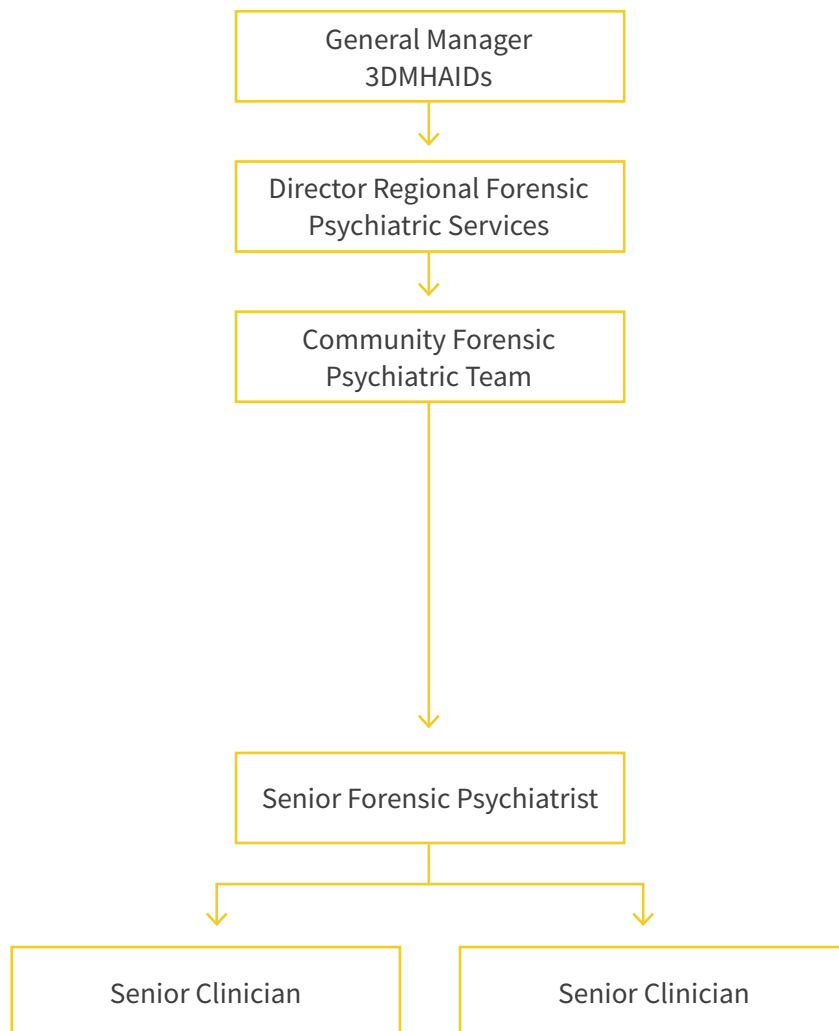 General Manager
3DMHAIDs
Director Regional Forensic
Psychiatric Services
Community Forensic
Psychiatric Team
Senior Forensic Psychiatrist
Senior Clinician
Senior Clinician